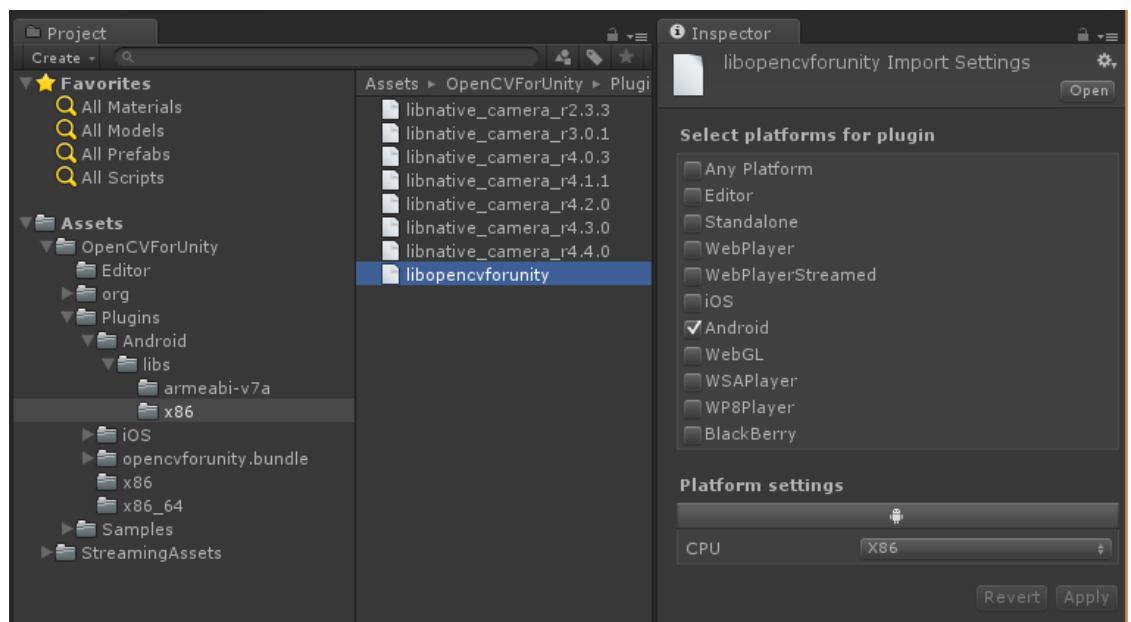 Project
Create
Favorites
All Materials
All Models
All Prefabs
All Scripts
Assets
OpenCVForUnity
Editor
org
Plugins
Android
libs
armeabi-v7a
x86
iOS
opencvforunity.bundle
x86
x86_64
Samples
StreamingAssets
Assets ▸ OpenCVForUnity ▸ Plugi
libnative_camera_r2.3.3
libnative_camera_r3.0.1
libnative_camera_r4.0.3
libnative_camera_r4.1.1
libnative_camera_r4.2.0
libnative_camera_r4.3.0
libnative_camera_r4.4.0
libopencvforunity
Inspector
libopencvforunity Import Settings
Open
Select platforms for plugin
Any Platform
Editor
Standalone
WebPlayer
WebPlayerStreamed
iOS
Android
WebGL
WSAPlayer
WP8Player
BlackBerry
Platform settings
CPU X86
Revert Apply